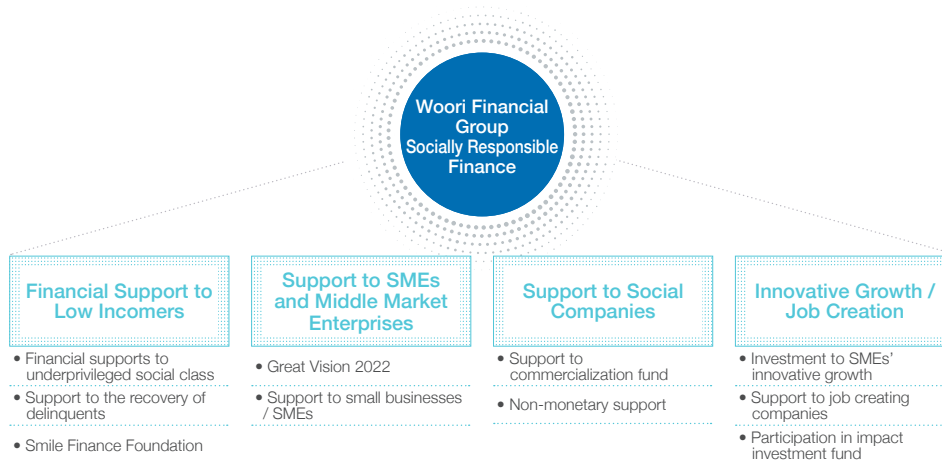 Woori Financial
Group
Socially Responsible
Finance
Financial Support to
Low Incomers
• Financial supports to
underprivileged social class
• Support to the recovery of
delinquents
• Smile Finance Foundation
Support to SMEs
and Middle Market
Enterprises
• Great Vision 2022
• Support to small businesses
/ SMEs
Support to Social
Companies
• Support to
commercialization fund
• Non-monetary support
Innovative Growth /
Job Creation
• Investment to SMEs’
innovative growth
• Support to job creating
companies
• Participation in impact
investment fund